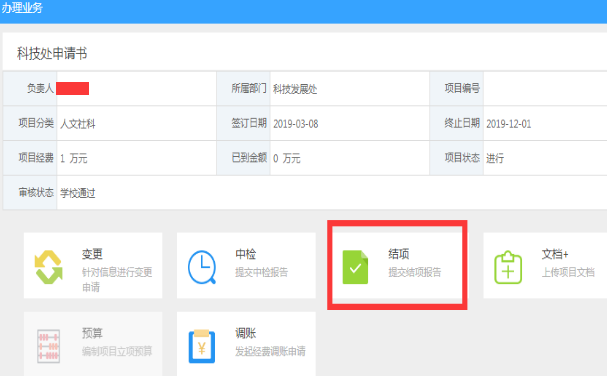 办理业务
科技处申请书
负责人 所属部门 科技发展处 项目编号
项目分类 人文社科 签订日期 2019-03-08 终止日期 2019-12-01
项目经费 1 万元 已到金额 0 万元 项目状态 进行
审核状态 学校通过
变更 中检 结项 文档+
针对信息进行变更 提交中检报告 提交结项报告 上传项目文档
申请
预算 调账
编制项目立项预算 发起经费调账申请